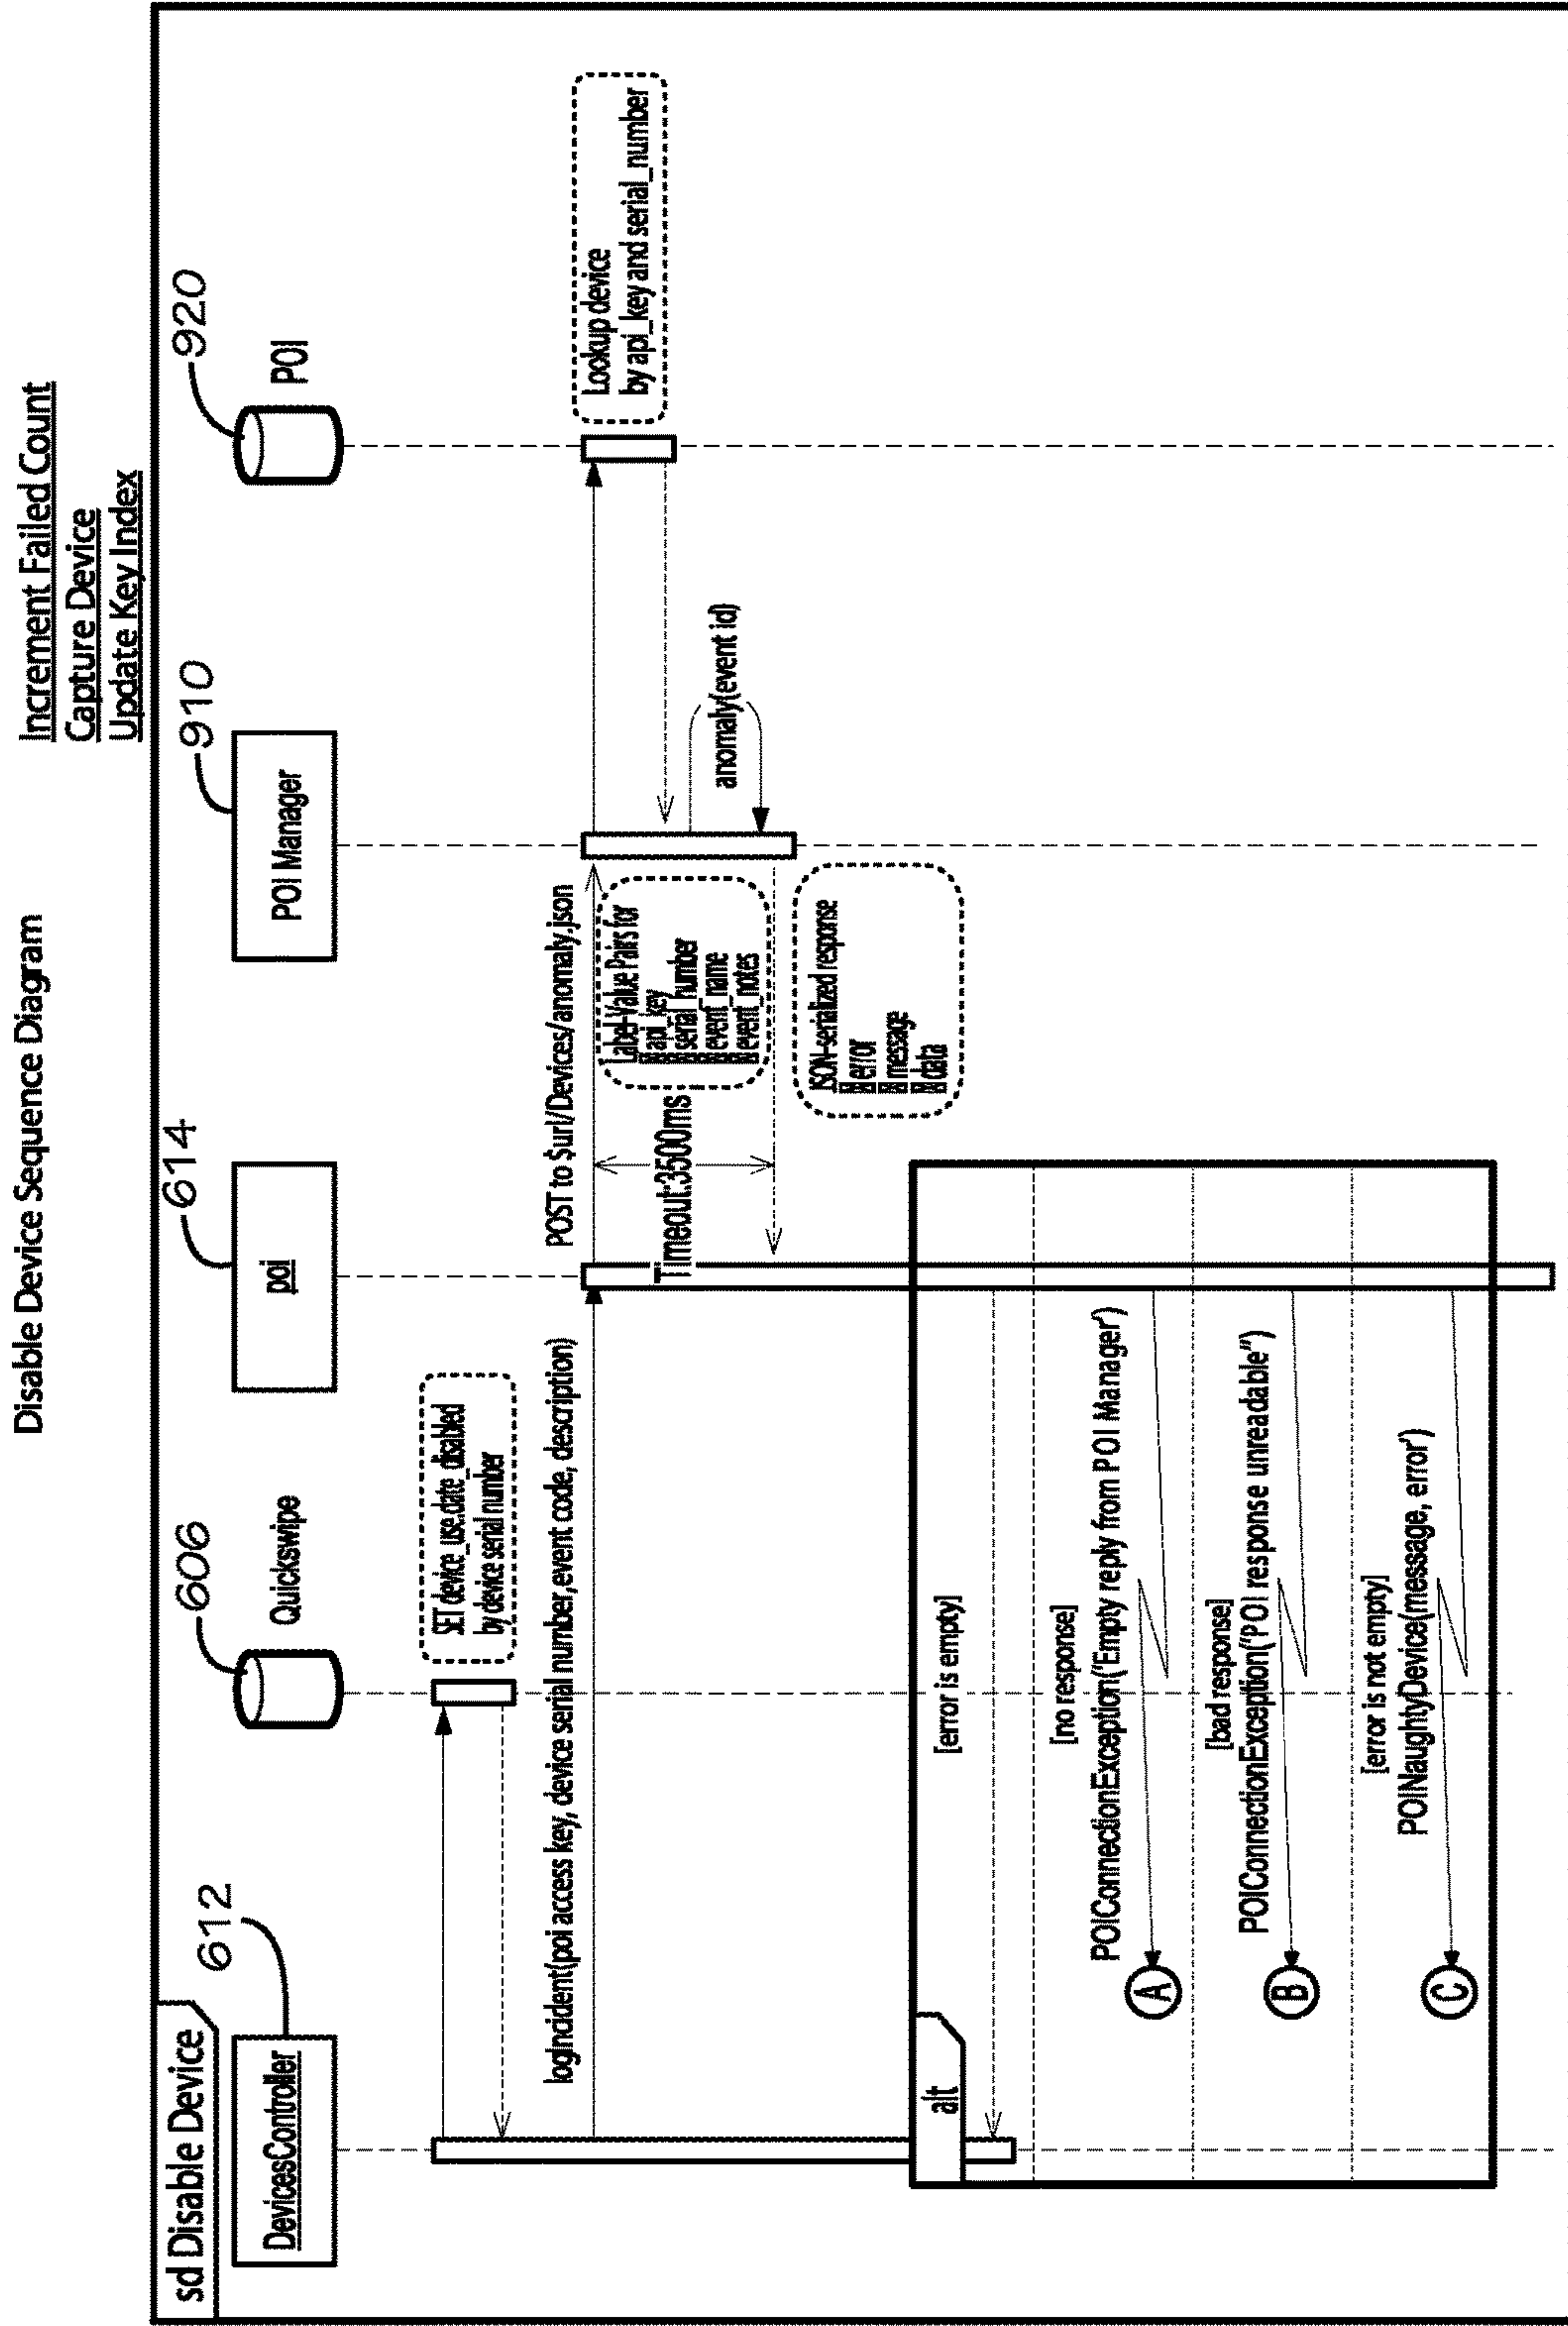 Disable Device Sequence Diagram
Increment Failed Count
Capture Device
Update Key Index
sd Disable Device
612
606
614
910
920
DevicesController
Quickswipe
poi
POI Manager
POI
SET device_use.date_disabled
by device serial number
logIncident(poi access key, device serial number,event code, description)
POST to $url/Devices/anomaly.json
Lookup device
by api_key and serial_number
Label-Value Pairs for
api_key
serial_number
event_name
event_notes
Timeout:3500ms
anomaly(event id)
JSON-serialized response
error
message
data
alt
[error is empty]
[no response]
POIConnectionException('Empty reply from POI Manager')
A
[bad response]
POIConnectionException('POI response unreadable")
B
[error is not empty]
POINaughtyDevice(message, error')
C